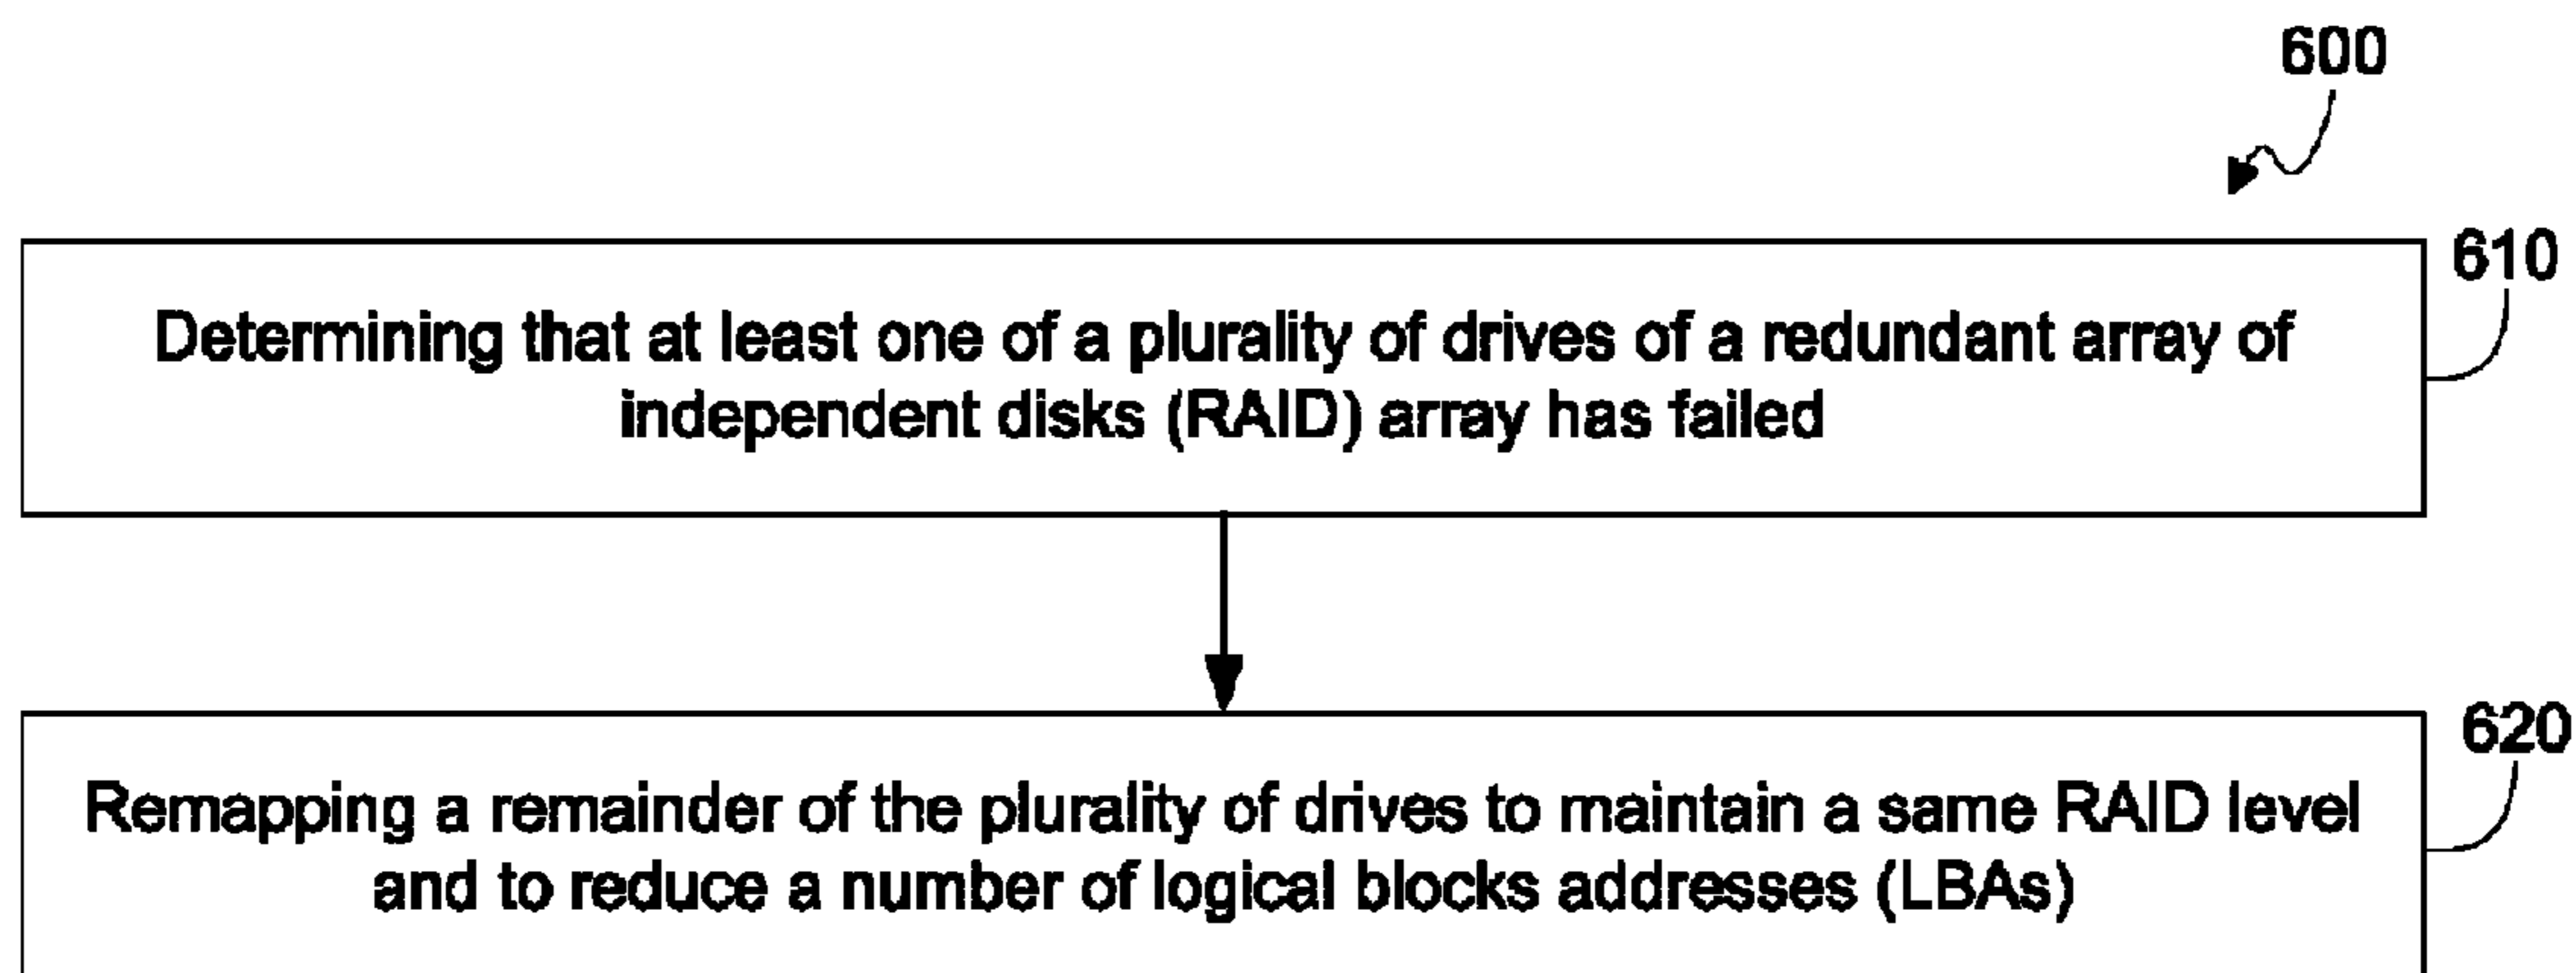 600
610
Determining that at least one of a plurality of drives of a redundant array of
independent disks (RAID) array has failed
620
Remapping a remainder of the plurality of drives to maintain a same RAID level
and to reduce a number of logical blocks addresses (LBAs)